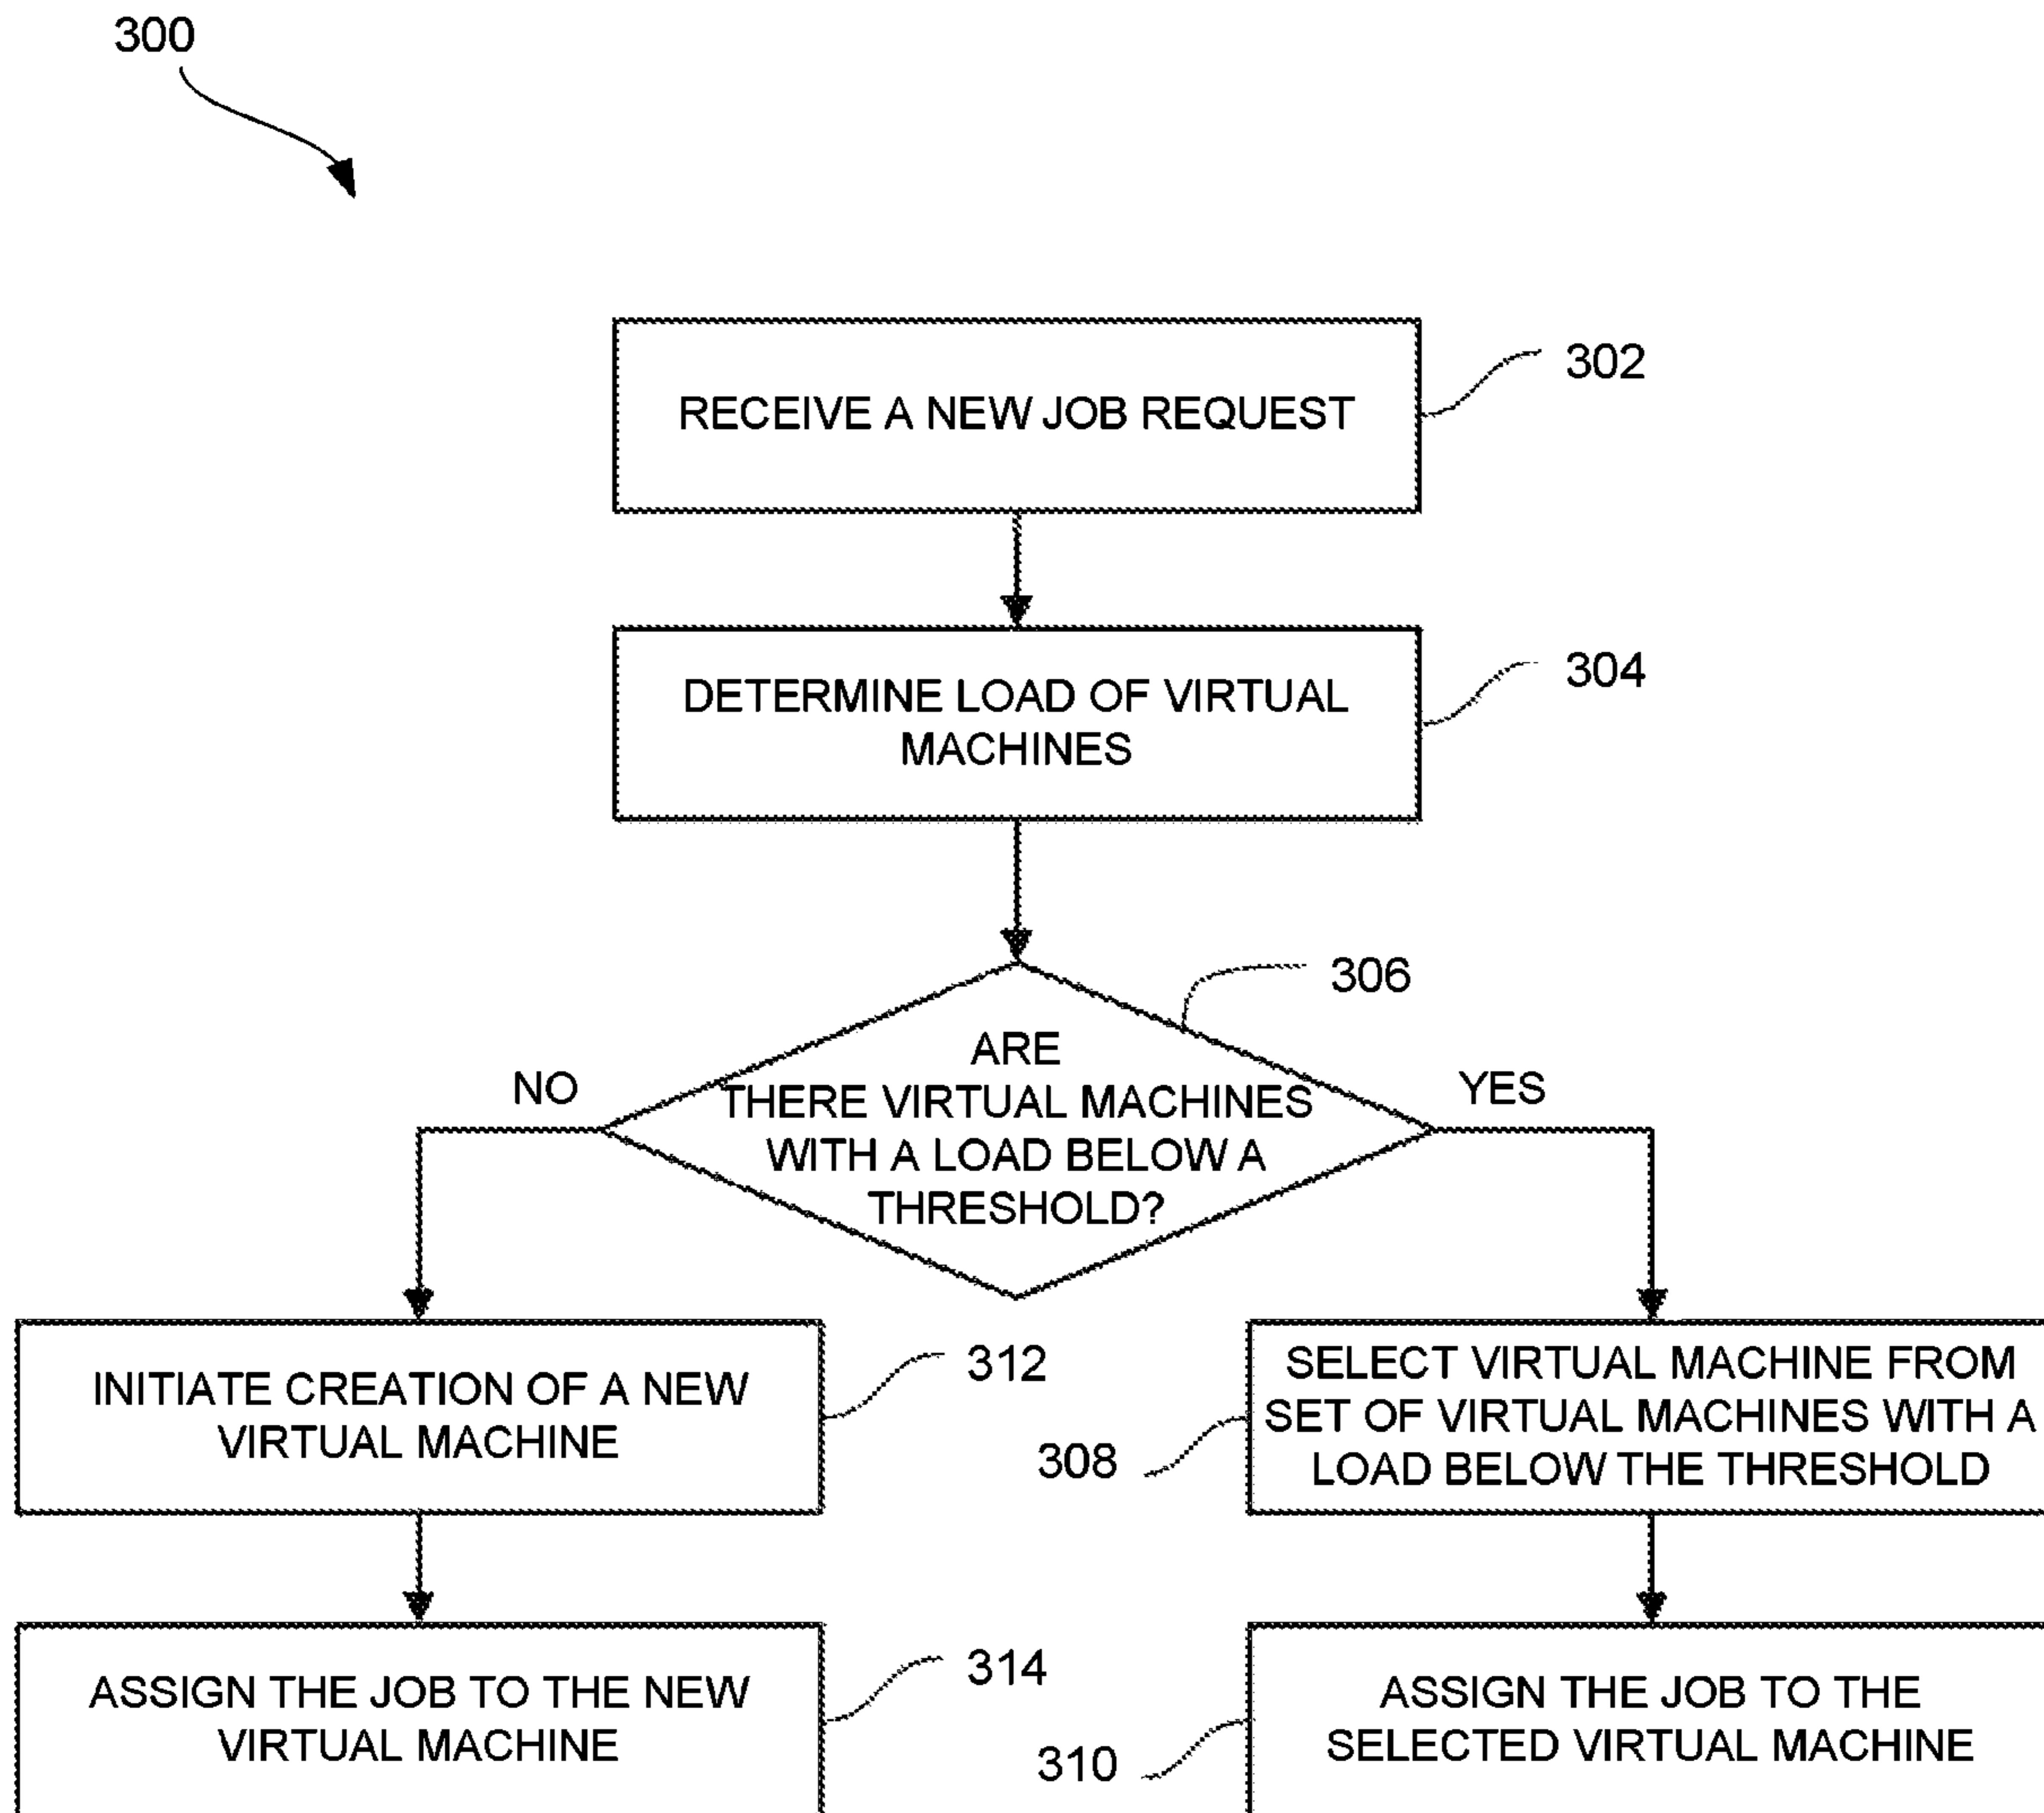 300
RECEIVE A NEW JOB REQUEST
302
DETERMINE LOAD OF VIRTUAL
MACHINES
304
306
ARE
THERE VIRTUAL MACHINES
WITH A LOAD BELOW A
THRESHOLD?
NO
YES
INITIATE CREATION OF A NEW
VIRTUAL MACHINE
312
SELECT VIRTUAL MACHINE FROM
SET OF VIRTUAL MACHINES WITH A
LOAD BELOW THE THRESHOLD
308
ASSIGN THE JOB TO THE NEW
VIRTUAL MACHINE
314
ASSIGN THE JOB TO THE
SELECTED VIRTUAL MACHINE
310